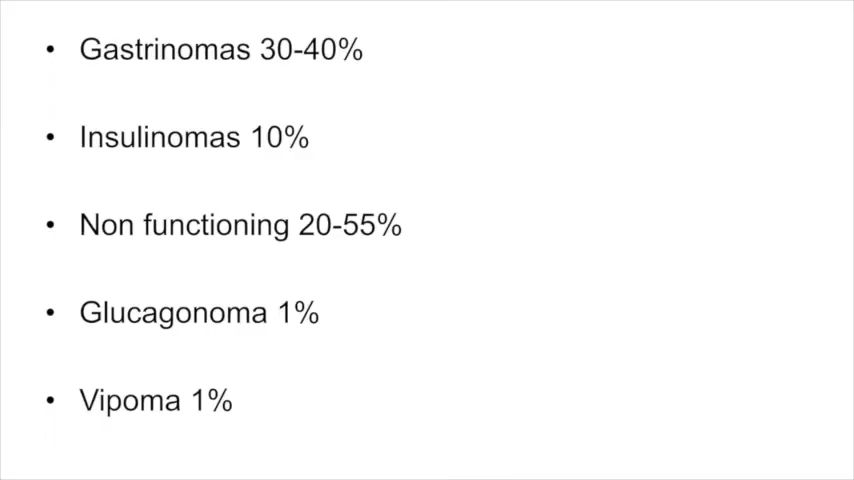 • Gastrinomas 30-40%
• Insulinomas 10%
• Non functioning 20-55%
• Glucagonoma 1%
• Vipoma 1%